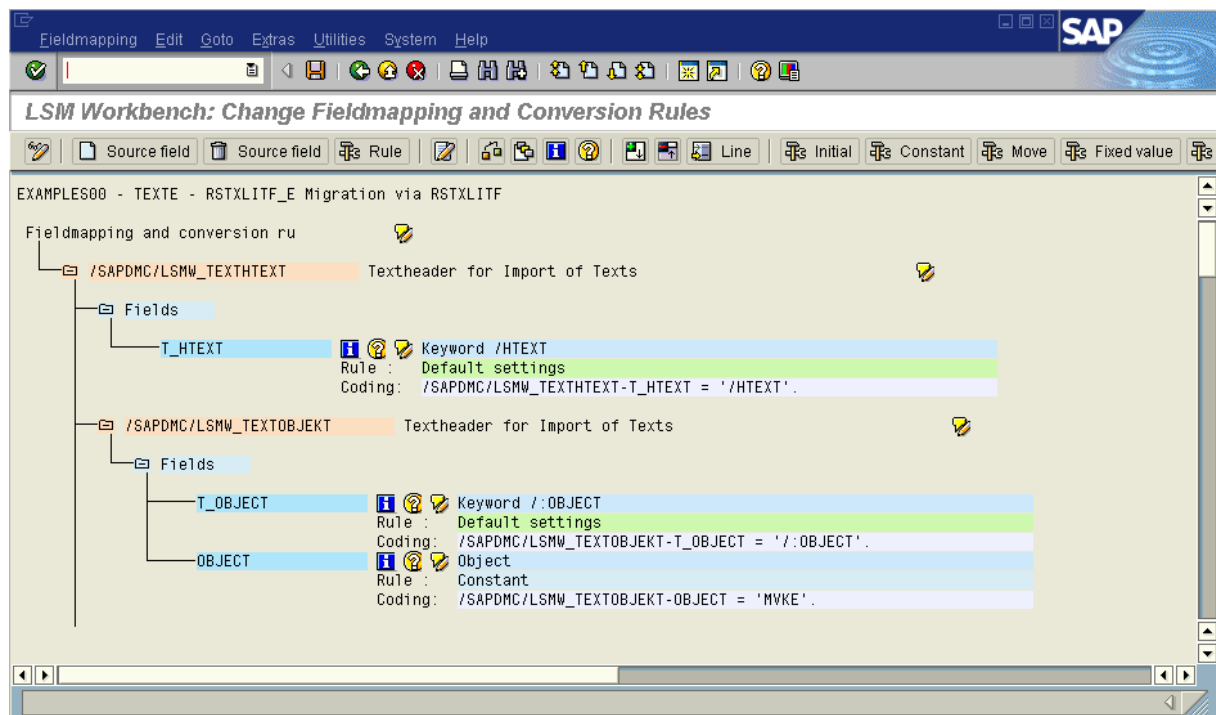 Fieldmapping Edit Goto Extras Utilities System Help
SAP
LSM Workbench: Change Fieldmapping and Conversion Rules
Source field Source field Rule Line Initial Constant Move Fixed value
EXAMPLES00 - TEXTE - RSTXLITF_E Migration via RSTXLITF
Fieldmapping and conversion ru
/SAPDMC/LSMW_TEXTHTEXT Textheader for Import of Texts
Fields
T_HTEXT Keyword /HTEXT
Rule : Default settings
Coding: /SAPDMC/LSMW_TEXTHTEXT-T_HTEXT = '/HTEXT'.
/SAPDMC/LSMW_TEXTOBJEKT Textheader for Import of Texts
Fields
T_OBJECT Keyword /:OBJECT
Rule : Default settings
Coding: /SAPDMC/LSMW_TEXTOBJEKT-T_OBJECT = '/:OBJECT'.
OBJECT Object
Rule : Constant
Coding: /SAPDMC/LSMW_TEXTOBJEKT-OBJECT = 'MVKE'.